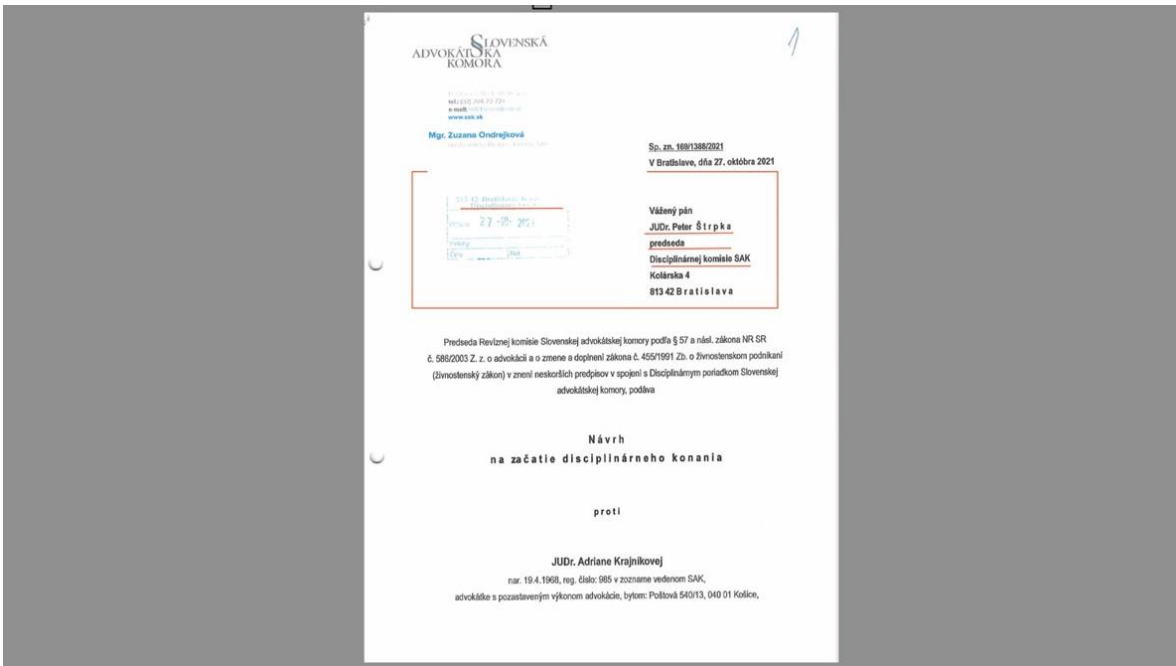 1
SLOVENSKÁ
ADVOKÁTSKA
KOMORA
www.sak.sk
Mgr. Zuzana Ondrejková
Sp. zn. 169/1388/2021
V Bratislave, dňa 27. októbra 2021
813 42 Bratislava
Vážený pán
JUDr. Peter Štrpka
predseda
Disciplinárnej komisie SAK
Kolárska 4
813 42 Bratislava
Predseda Revíznej komisie Slovenskej advokátskej komory podľa § 57 a násl. zákona NR SR
č. 586/2003 Z. z. o advokácii a o zmene a doplnení zákona č. 455/1991 Zb. o živnostenskom podnikaní
(živnostenský zákon) v znení neskorších predpisov v spojení s Disciplinárnym poriadkom Slovenskej
advokátskej komory, podáva
Návrh
na začatie disciplinárneho konania
proti
JUDr. Adriane Krajníkovej
nar. 19.4.1968, reg. číslo: 985 v zozname vedenom SAK,
advokátke s pozastaveným výkonom advokácie, bytom: Poštová 540/13, 040 01 Košice,